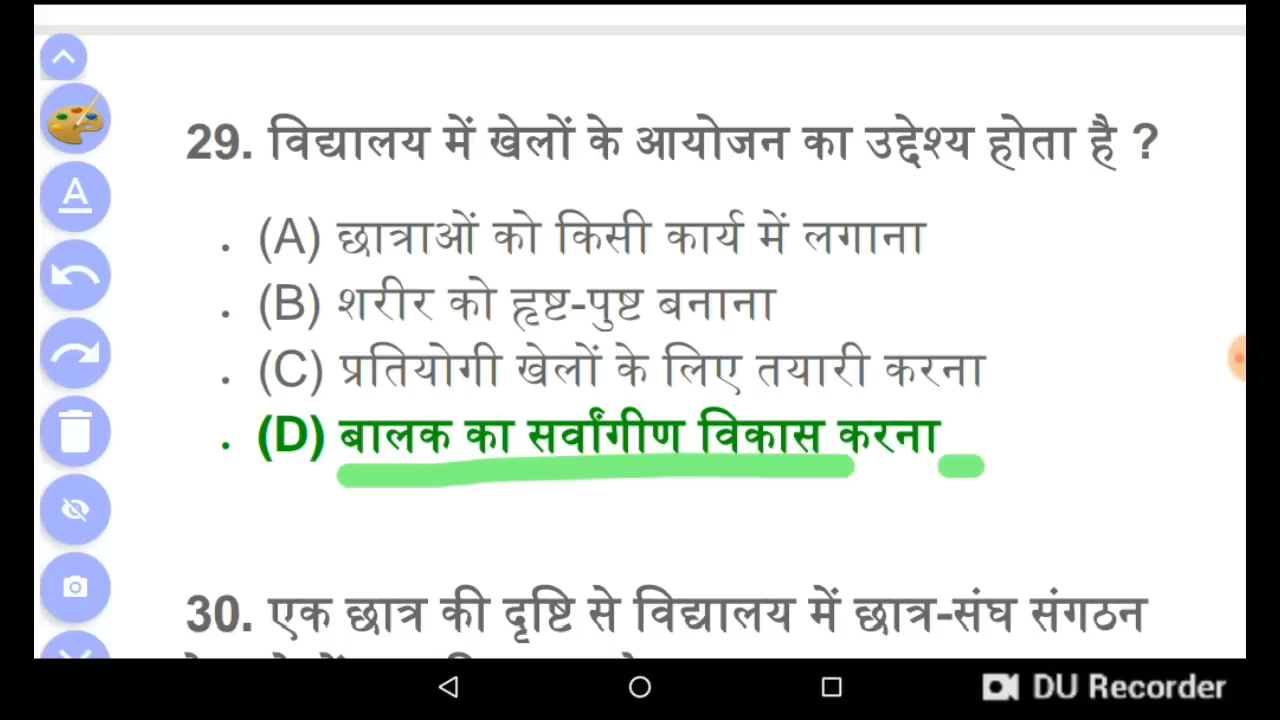 29. विद्यालय में खेलों के आयोजन का उद्देश्य होता है ?
. (A) छात्राओं को किसी कार्य में लगाना
. (B) शरीर को हृष्ट-पुष्ट बनाना
. (C) प्रतियोगी खेलों के लिए तयारी करना
. (D) बालक का सर्वांगीण विकास करना
30. एक छात्र की दृष्टि से विद्यालय में छात्र-संघ संगठन
DU Recorder